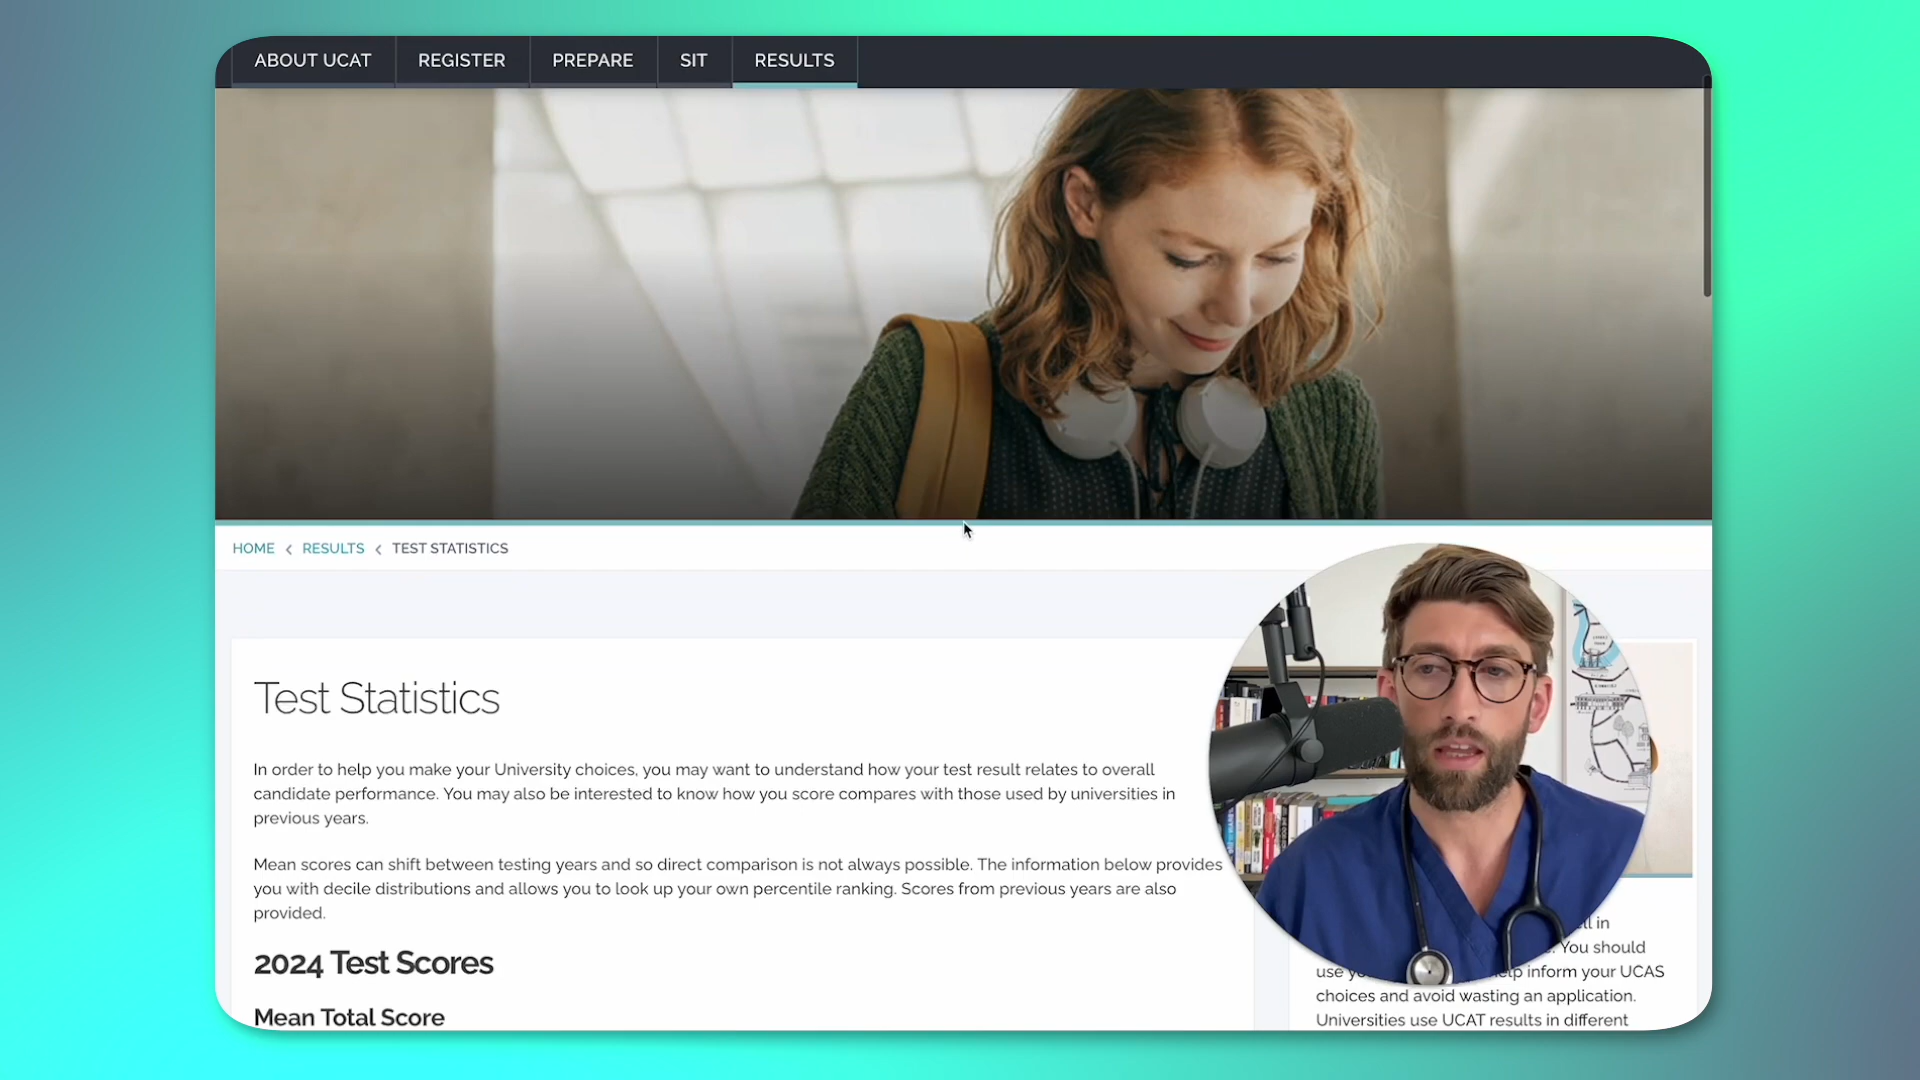 ABOUT UCAT REGISTER PREPARE SIT RESULTS
HOME < RESULTS < TEST STATISTICS
Test Statistics
In order to help you make your University choices, you may want to understand how your test result relates to overall
candidate performance. You may also be interested to know how you score compares with those used by universities in
previous years.
Mean scores can shift between testing years and so direct comparison is not always possible. The information below provides
you with decile distributions and allows you to look up your own percentile ranking. Scores from previous years are also
provided.
2024 Test Scores
Mean Total Score
in
You should
use help inform your UCAS
choices and avoid wasting an application.
Universities use UCAT results in different